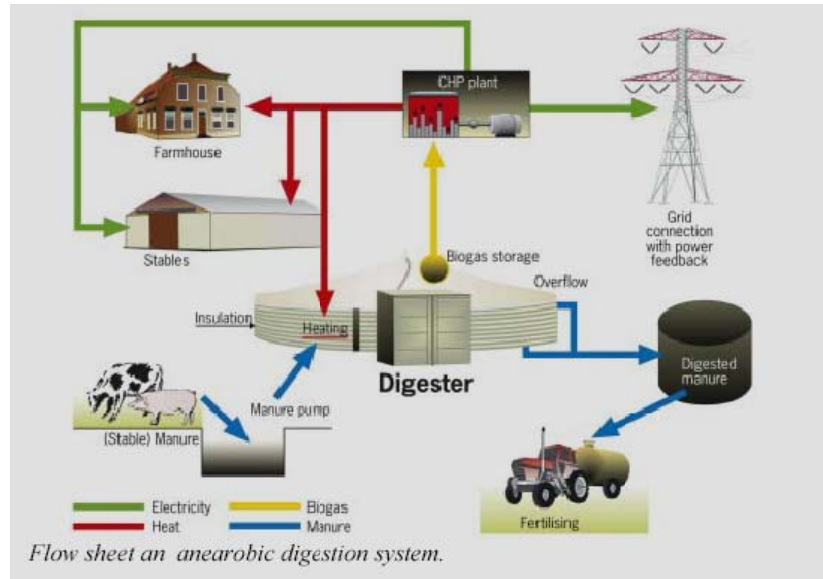 CHP plant
Farmhouse
Stables
Grid
connection
with power
feedback
Biogas storage
Overflow
Insulation
Heating
Digested
manure
Digester
Manure pump
(Stable) Manure
Electricity
Biogas
Heat
Manure
Fertilising
Flow sheet an anearobic digestion system.